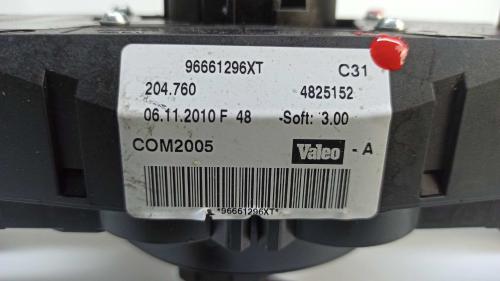 96661296XT C31
204.760 4825152
06.11.2010 F 48 -Soft: 3.00
COM2005 Valeo - A
*96661296XT*